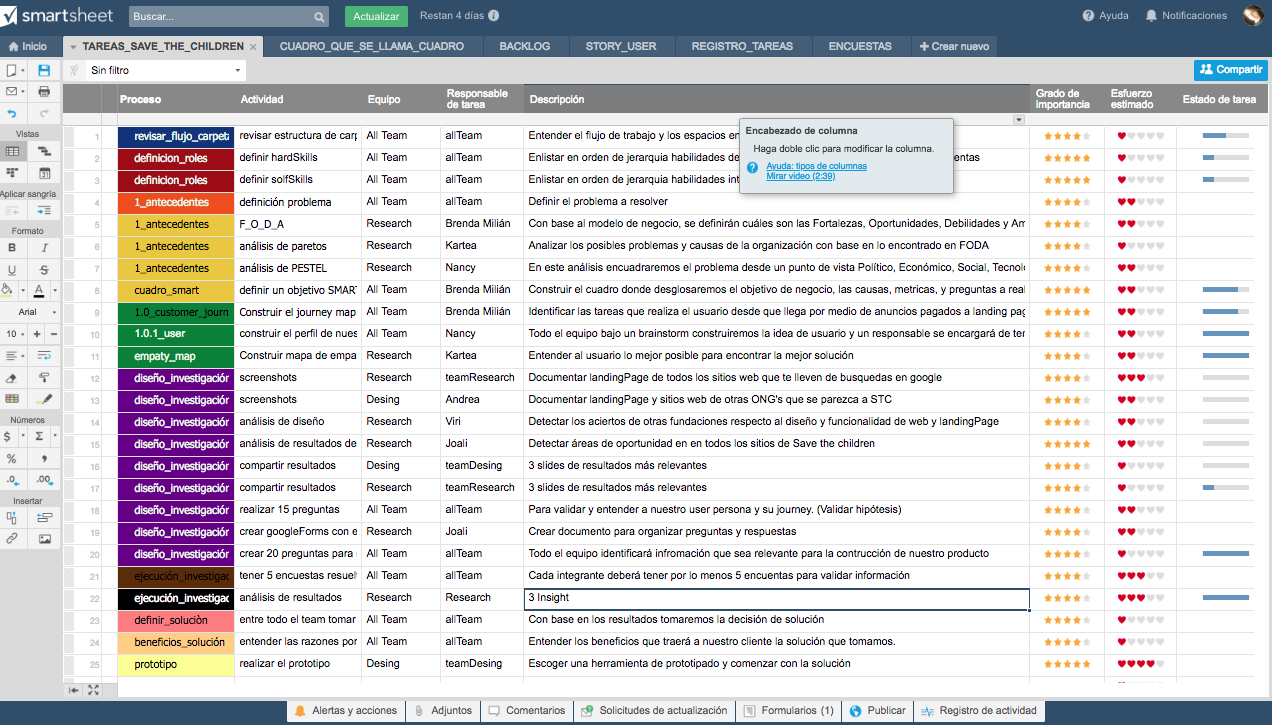 smartsheet Buscar... Actualizar Restan 4 días Ayuda Notificaciones
Inicio TAREAS_SAVE_THE_CHILDREN CUADRO_QUE_SE_LLAMA_CUADRO BACKLOG STORY_USER REGISTRO_TAREAS ENCUESTAS Crear nuevo
Sin filtro Compartir
Proceso Actividad Equipo Responsable de tarea Descripción Grado de importancia Esfuerzo estimado Estado de tarea
Encabezado de columna
Haga doble clic para modificar la columna.
Ayuda: tipos de columnas
Mirar video (2:39)
1 revisar_flujo_carpeta revisar estructura de carp All Team allTeam Entender el flujo de trabajo y los espacios en
2 definicion_roles definir hardSkills All Team allTeam Enlistar en orden de jerarquia habilidades de
3 definicion_roles definir solfSkills All Team allTeam Enlistar en orden de jerarquia habilidades int
4 1_antecedentes definición problema All Team allTeam Definir el problema a resolver
5 1_antecedentes F_O_D_A Research Brenda Milián Con base al modelo de negocio, se definirán cuáles son las Fortalezas, Oportunidades, Debilidades y Am
6 1_antecedentes análisis de paretos Research Kartea Analizar los posibles problemas y causas de la organización con base en lo encontrado en FODA
7 1_antecedentes análisis de PESTEL Research Nancy En este análisis encuadraremos el problema desde un punto de vista Político, Económico, Social, Tecnol
8 cuadro_smart definir un objetivo SMART All Team Brenda Milián Construir el cuadro donde desglosaremos el objetivo de negocio, las causas, metricas, y preguntas a real
9 1.0_customer_journ Construir el journey map All Team Brenda Milián Identificar las tareas que realiza el usuario desde que llega por medio de anuncios pagados a landing pag
10 1.0.1_user construir el perfil de nues All Team Nancy Todo el equipo bajo un brainstorm construiremos la idea de usuario y un responsable se encargará de ter
11 empaty_map Construir mapa de empa Research Kartea Entender al usuario lo mejor posible para encontrar la mejor solución
12 diseño_investigación screenshots Research teamResearch Documentar landingPage de todos los sitios web que te lleven de busquedas en google
13 diseño_investigación screenshots Desing Andrea Documentar landingPage y sitios web de otras ONG's que se parezca a STC
14 diseño_investigación análisis de diseño Research Viri Detectar los aciertos de otras fundaciones respecto al diseño y funcionalidad de web y landingPage
15 diseño_investigación análisis de resultados de Research Joali Detectar áreas de oportunidad en en todos los sitios de Save the children
16 diseño_investigación compartir resultados Desing teamDesing 3 slides de resultados más relevantes
17 diseño_investigación compartir resultados Research teamResearch 3 slides de resultados más relevantes
18 diseño_investigación realizar 15 preguntas All Team allTeam Para validar y entender a nuestro user persona y su journey. (Validar hipótesis)
19 diseño_investigación crear googleForms con e Research Joali Crear documento para organizar preguntas y respuestas
20 diseño_investigación crear 20 preguntas para All Team allTeam Todo el equipo identificará infromación que sea relevante para la contrucción de nuestro producto
21 ejecución_investigac tener 5 encuestas resuel All Team allTeam Cada integrante deberá tener por lo menos 5 encuentas para validar información
22 ejecución_investigac análisis de resultados Research Research 3 Insight
23 definir_soluciòn entre todo el team tomar All Team allTeam Con base en los resultados tomaremos la decisión de solución
24 beneficios_solución entender las razones por All Team allTeam Entender los beneficios que traerá a nuestro cliente la solución que tomamos.
25 prototipo realizar el prototipo Desing teamDesing Escoger una herramienta de prototipado y comenzar con la solución
Vistas
31
Aplicar sangría
Formato
B I
U S
A
Arial
10 + −
Números
$ Σ
% ,
.0 .00
Insertar
Alertas y acciones Adjuntos Comentarios Solicitudes de actualización Formularios (1) Publicar Registro de actividad